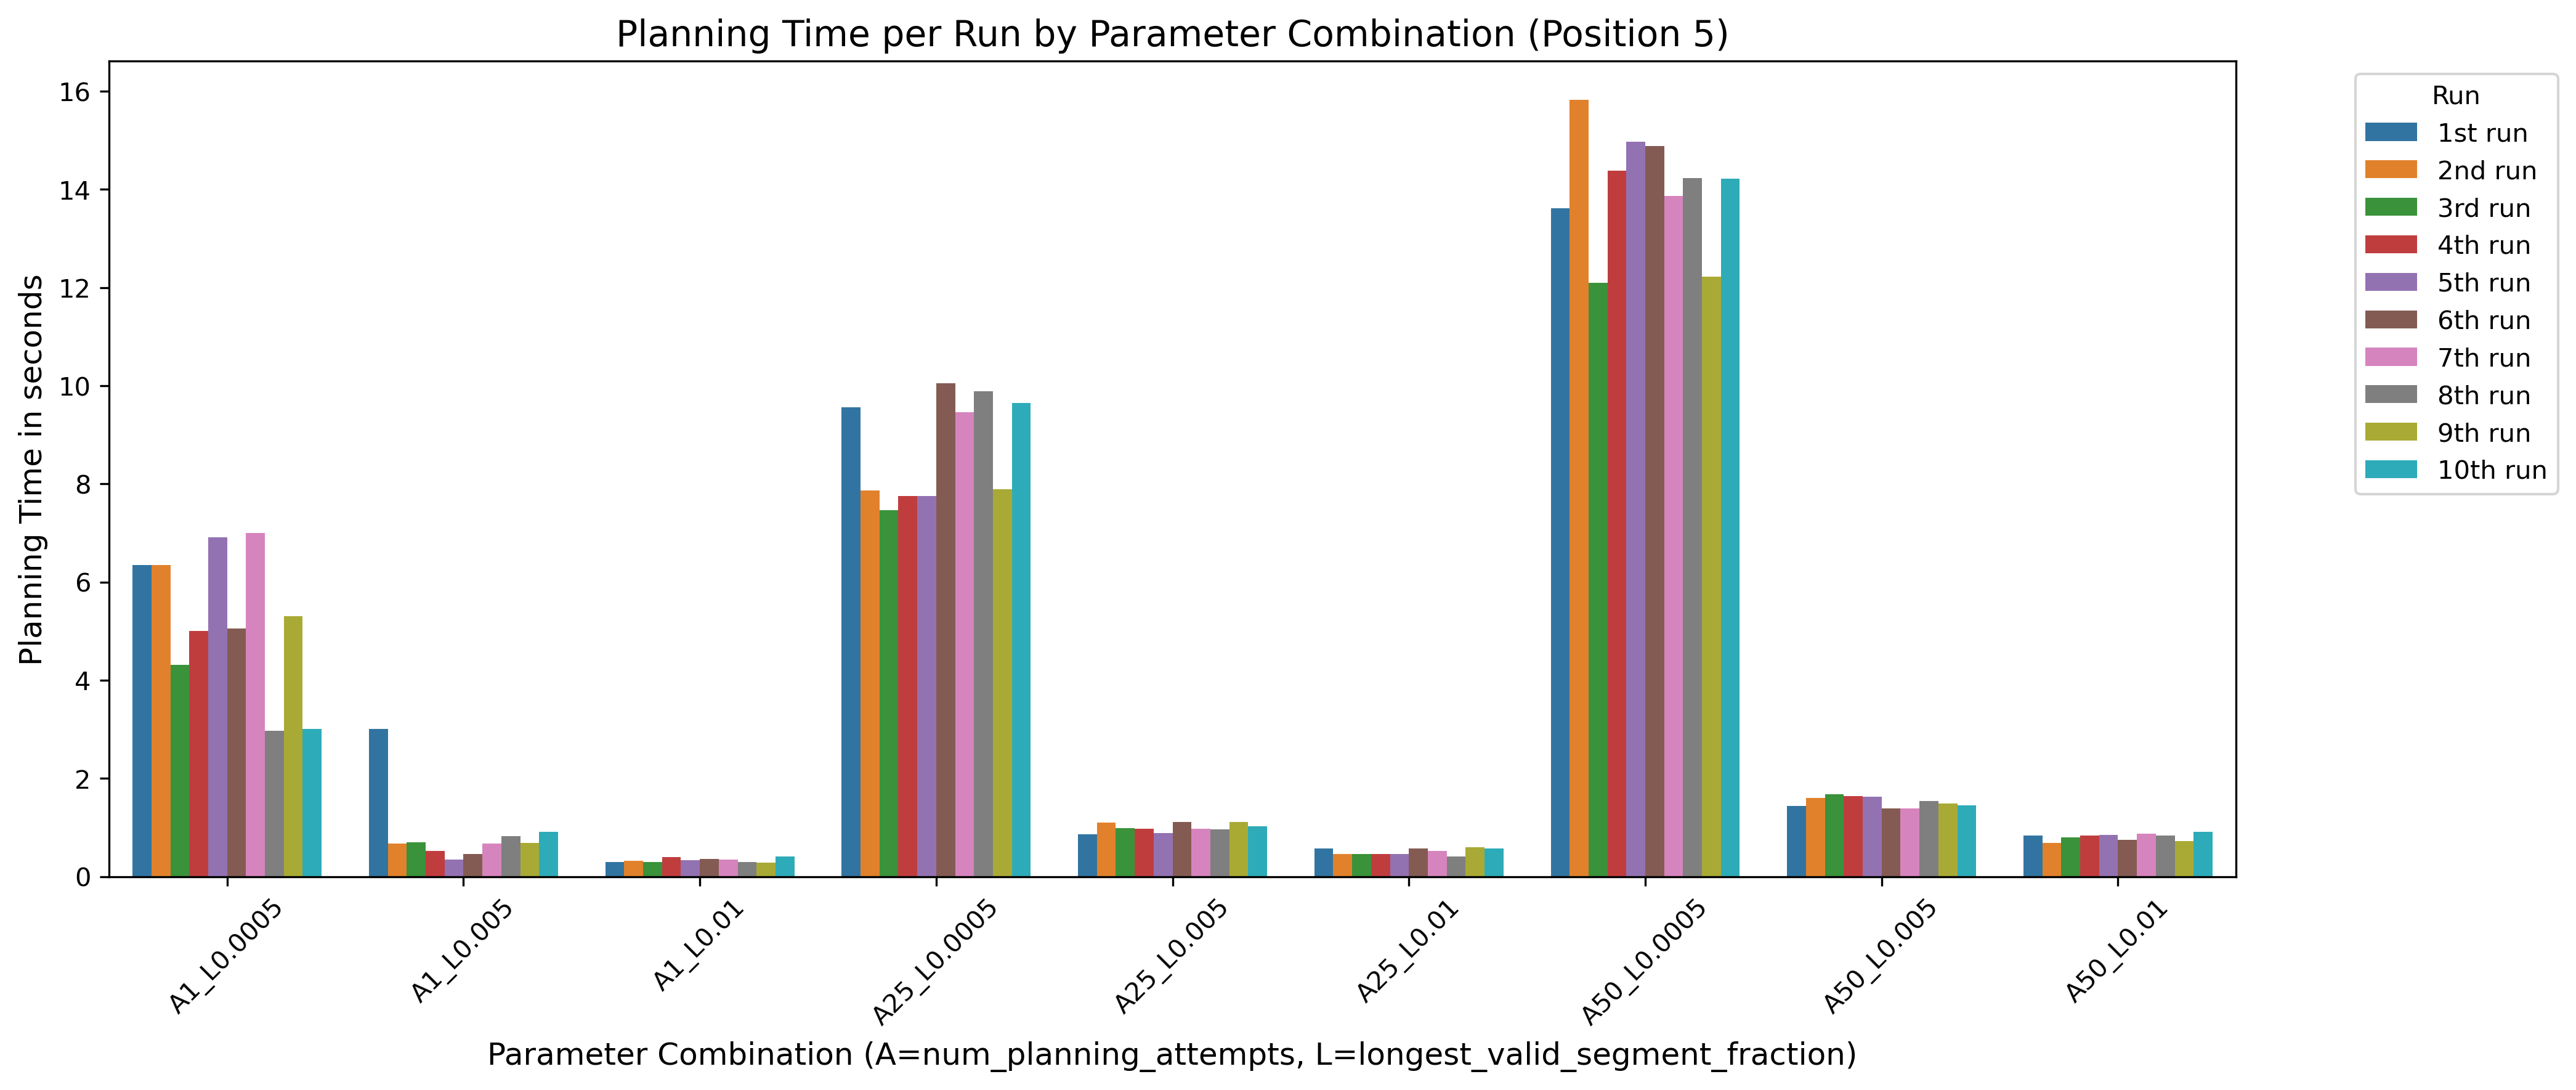 Planning Time per Run by Parameter Combination (Position 5)
Planning Time in seconds
16
14
12
10
8
6
4
2
0
A1_L0.0005
A1_L0.005
A1_L0.01
A25_L0.0005
A25_L0.005
A25_L0.01
A50_L0.0005
A50_L0.005
A50_L0.01
Parameter Combination (A=num_planning_attempts, L=longest_valid_segment_fraction)
Run
1st run
2nd run
3rd run
4th run
5th run
6th run
7th run
8th run
9th run
10th run